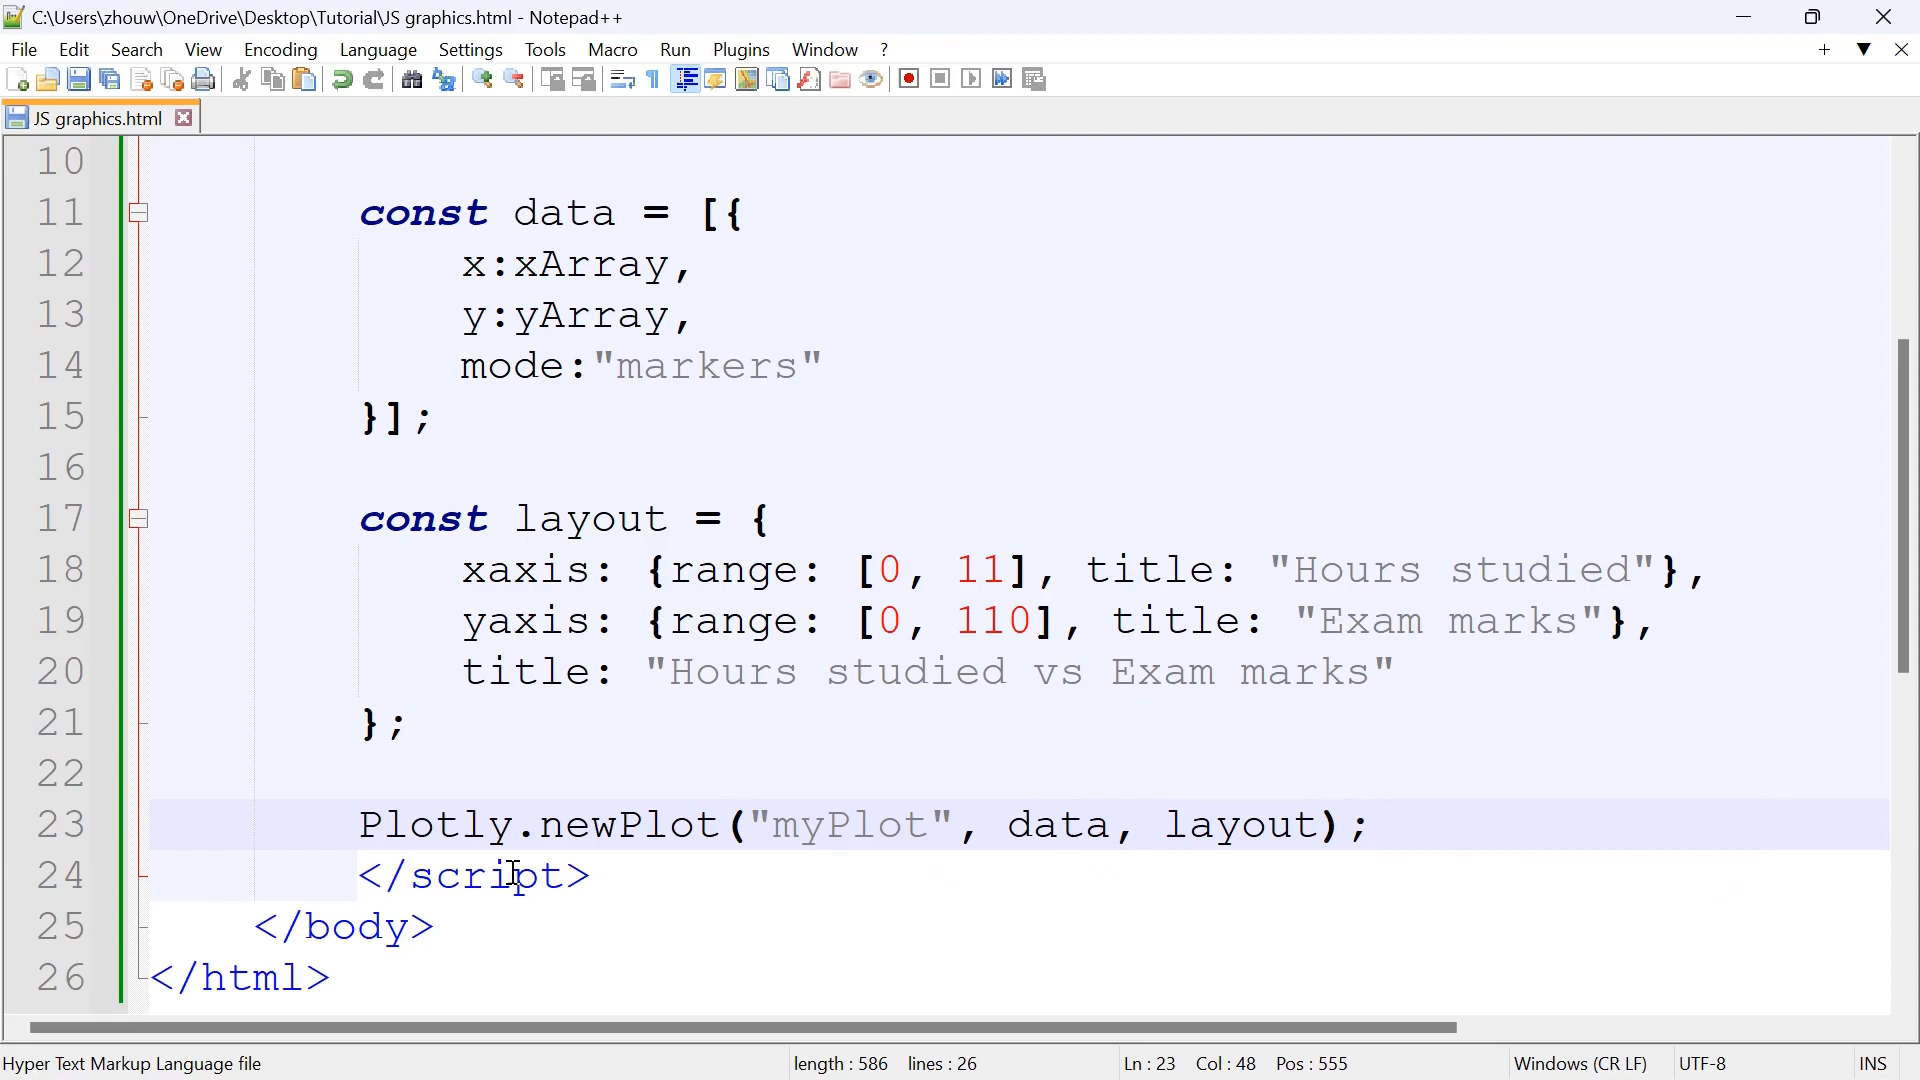 C:\Users\zhouw\OneDrive\Desktop\Tutorial\JS graphics.html - Notepad++
File Edit Search View Encoding Language Settings Tools Macro Run Plugins Window ?
JS graphics.html
10
11 const data = [{
12 x:xArray,
13 y:yArray,
14 mode:"markers"
15 }];
16
17 const layout = {
18 xaxis: {range: [0, 11], title: "Hours studied"},
19 yaxis: {range: [0, 110], title: "Exam marks"},
20 title: "Hours studied vs Exam marks"
21 };
22
23 Plotly.newPlot("myPlot", data, layout);
24 </script>
25 </body>
26 </html>
Hyper Text Markup Language file length : 586 lines : 26 Ln : 23 Col : 48 Pos : 555 Windows (CR LF) UTF-8 INS